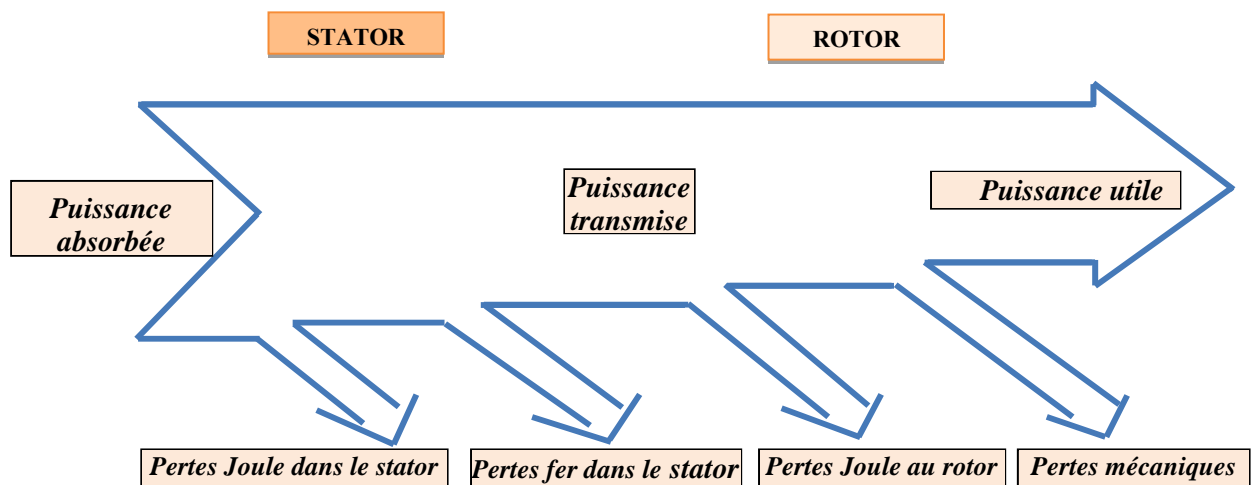 STATOR
ROTOR
Puissance
absorbée
Puissance
transmise
Puissance utile
Pertes Joule dans le stator
Pertes fer dans le stator
Pertes Joule au rotor
Pertes mécaniques